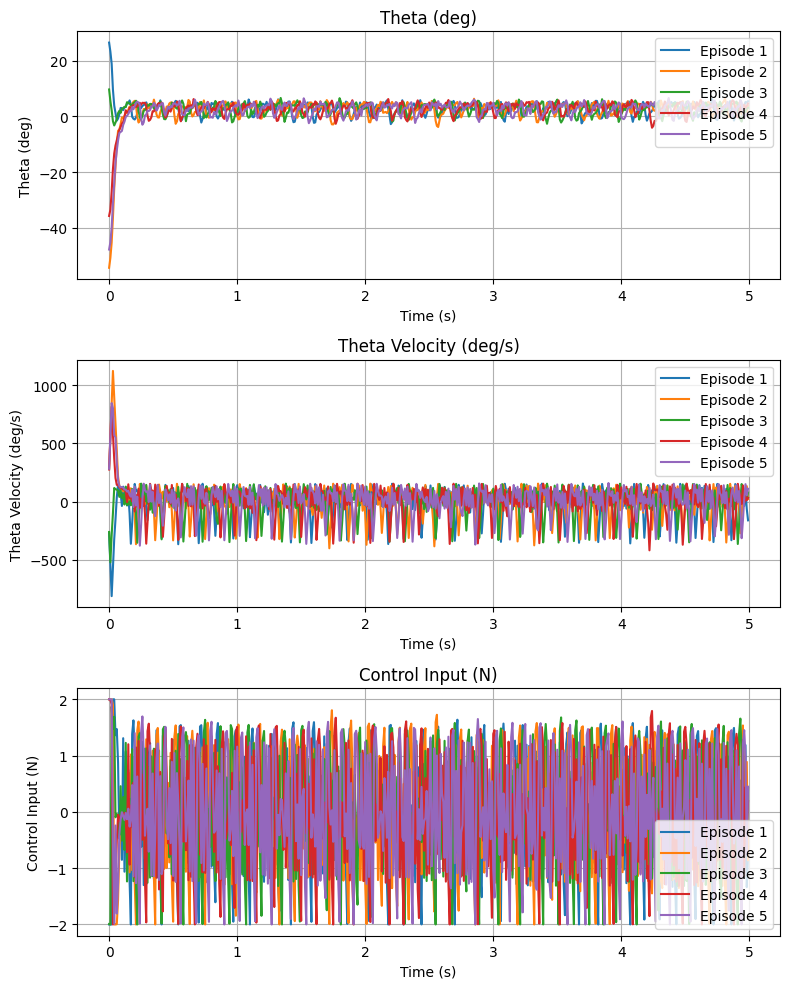 Theta (deg)
Theta (deg)
20
0
−20
−40
0
1
2
3
4
5
Time (s)
Episode 1
Episode 2
Episode 3
Episode 4
Episode 5
Theta Velocity (deg/s)
Theta Velocity (deg/s)
1000
500
0
−500
0
1
2
3
4
5
Time (s)
Episode 1
Episode 2
Episode 3
Episode 4
Episode 5
Control Input (N)
Control Input (N)
2
1
0
−1
−2
0
1
2
3
4
5
Time (s)
Episode 1
Episode 2
Episode 3
Episode 4
Episode 5